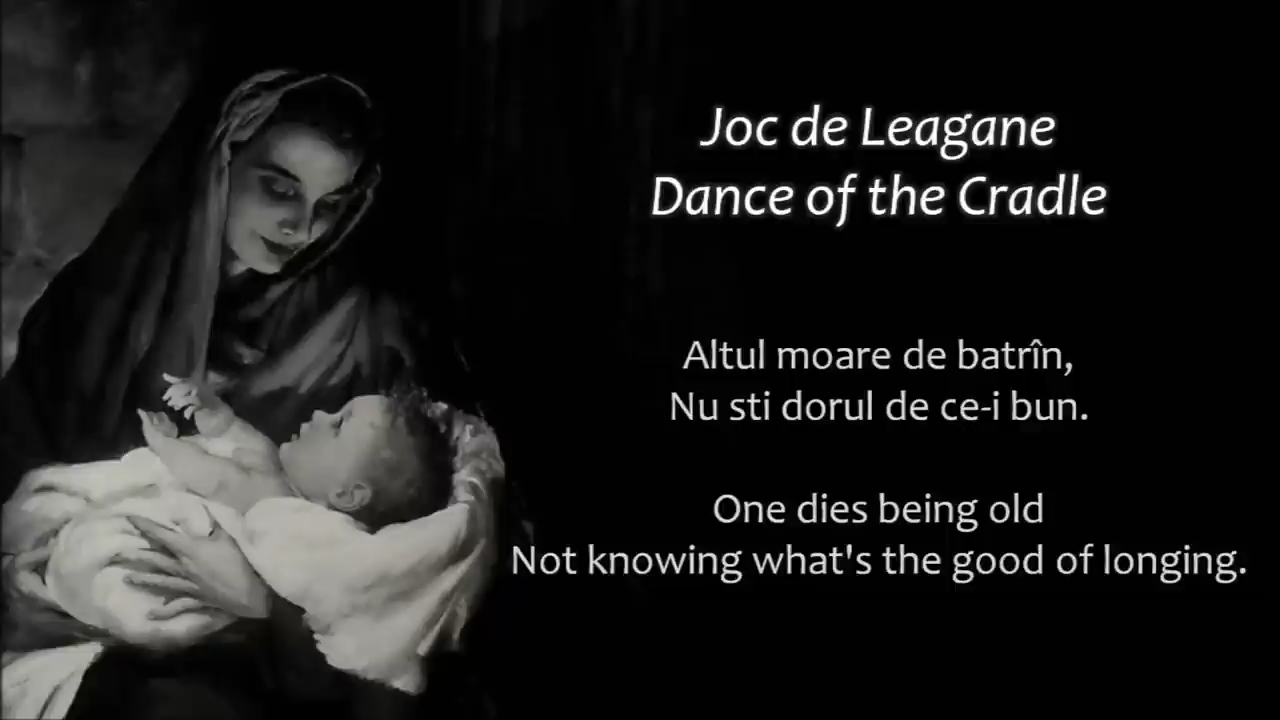 Joc de Leagane
Dance of the Cradle
Altul moare de batrîn,
Nu sti dorul de ce-i bun.
One dies being old
Not knowing what's the good of longing.